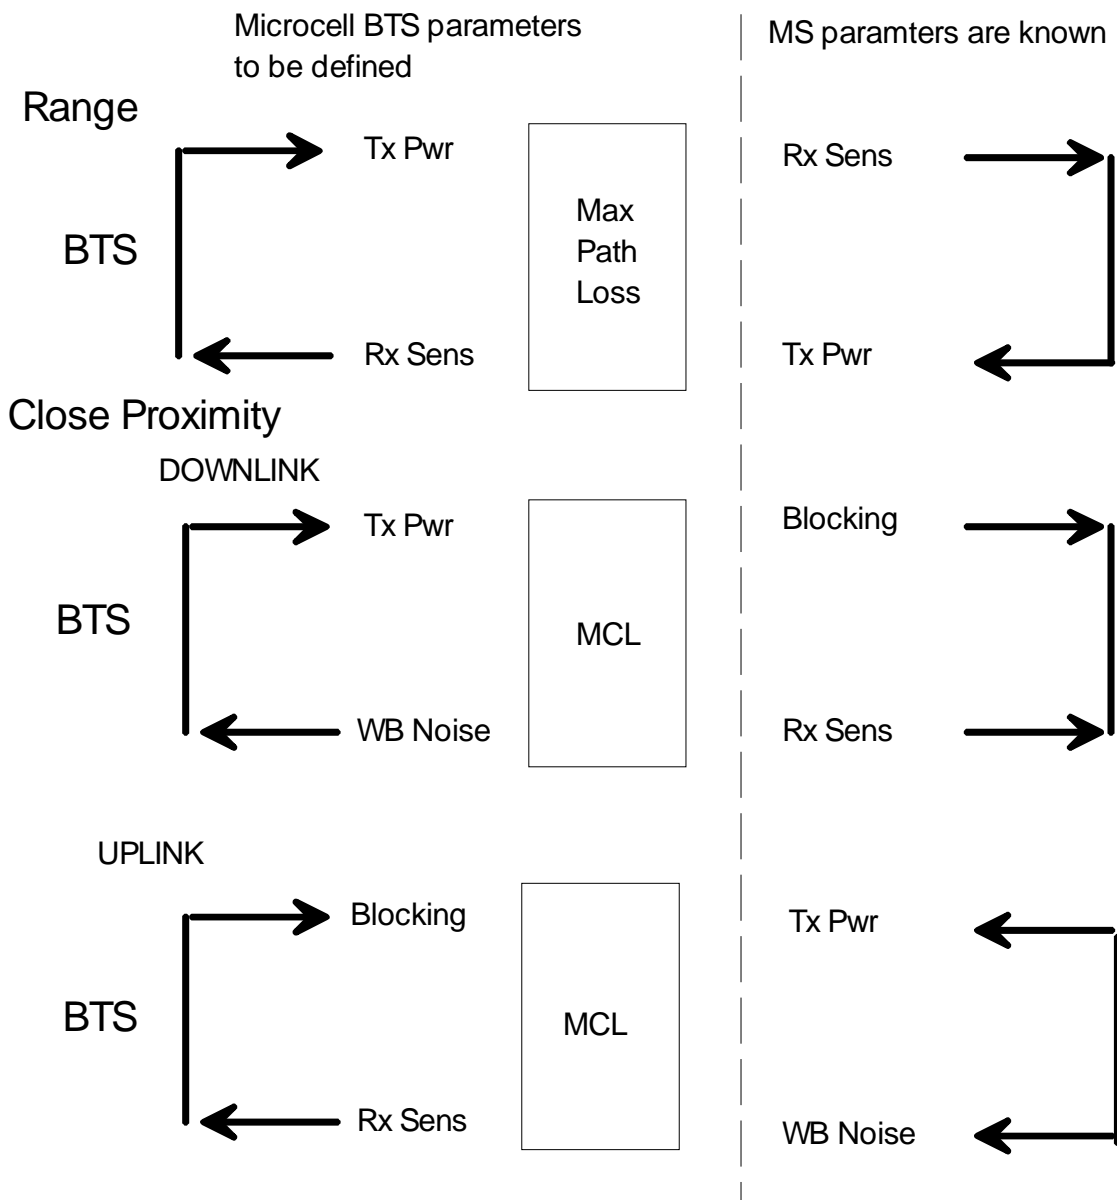 Microcell BTS parameters
to be defined
MS paramters are known
Range
Tx Pwr
Rx Sens
BTS
Max
Path
Loss
Rx Sens
Tx Pwr
Close Proximity
DOWNLINK
Tx Pwr
Blocking
BTS
MCL
WB Noise
Rx Sens
UPLINK
Blocking
Tx Pwr
BTS
MCL
Rx Sens
WB Noise